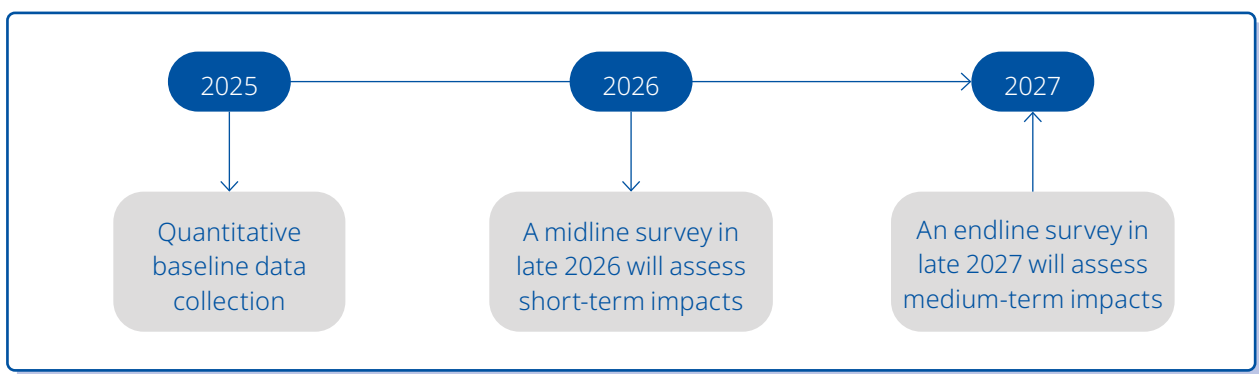 2025
2026
2027
Quantitative
baseline data
collection
A midline survey in
late 2026 will assess
short-term impacts
An endline survey in
late 2027 will assess
medium-term impacts